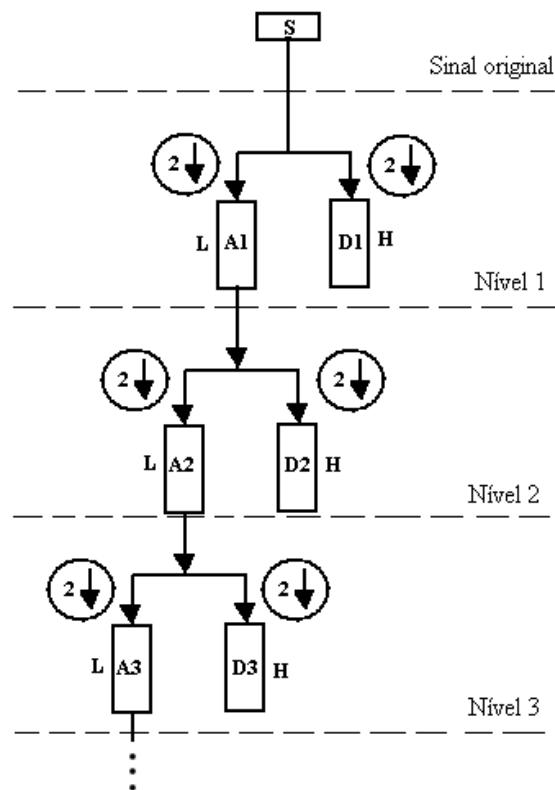 S
Sinal original
2 2
L A1 D1 H
Nível 1
2 2
L A2 D2 H
Nível 2
2 2
L A3 D3 H
Nível 3